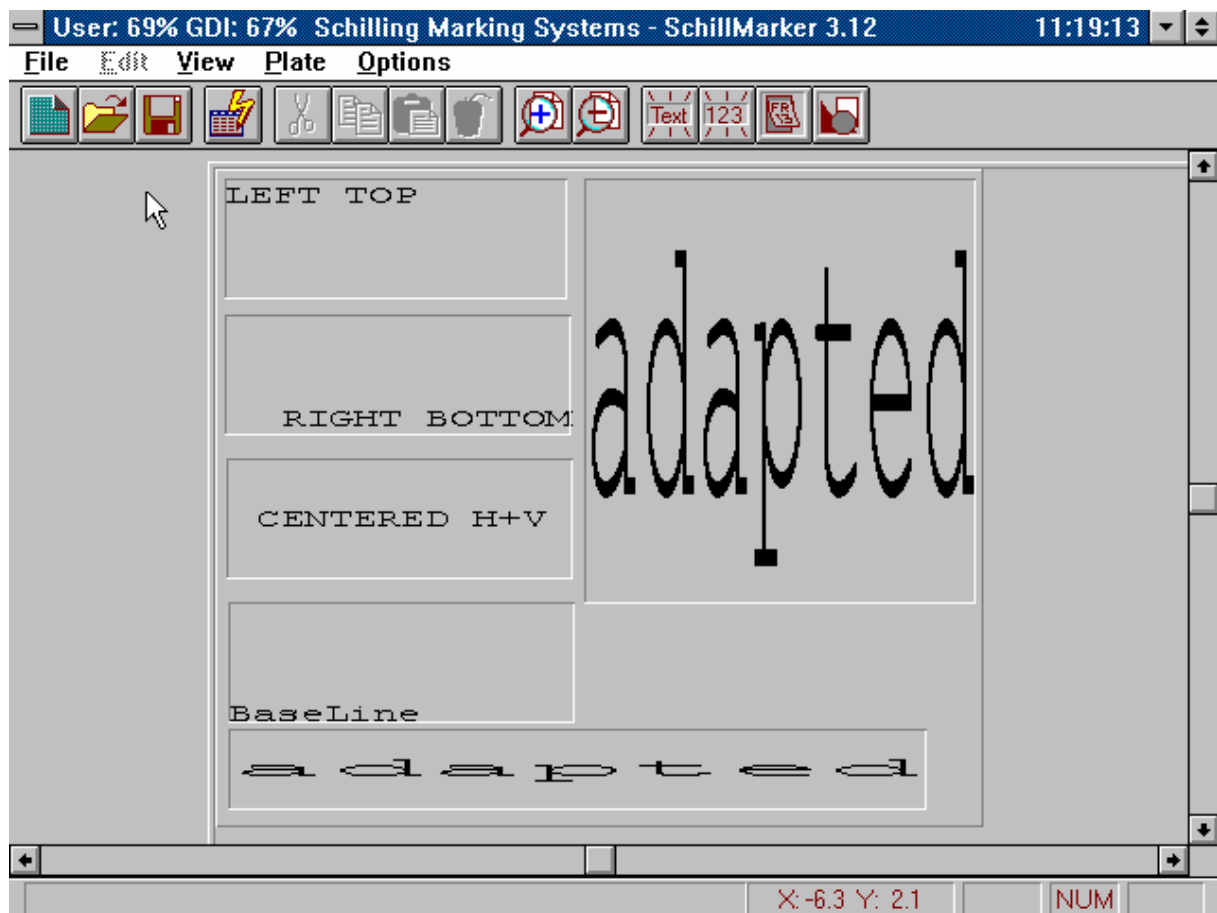 User: 69% GDI: 67% Schilling Marking Systems - SchillMarker 3.12 11:19:13
File Edit View Plate Options
Text 123 FR
LEFT TOP
adapted
RIGHT BOTTOM
CENTERED H+V
BaseLine
adapted
X:-6.3 Y: 2.1 NUM